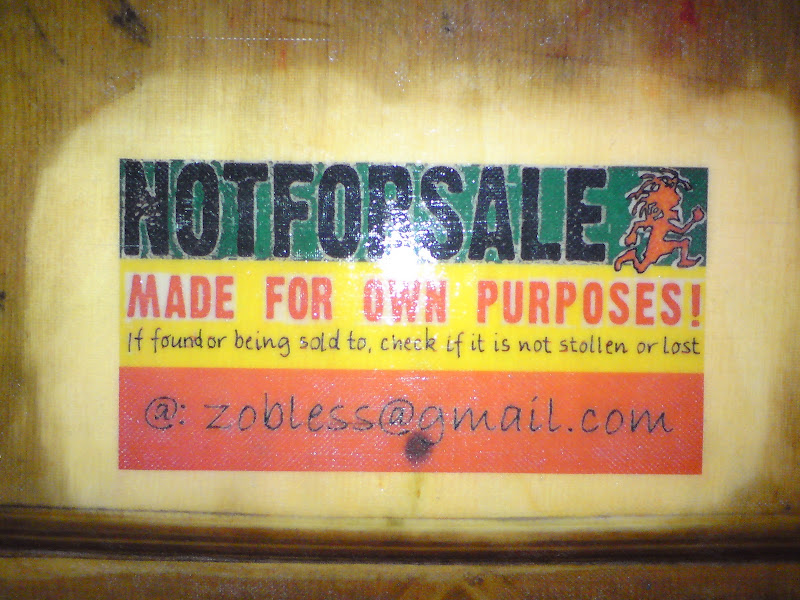 NOTFORSALE
MADE FOR OWN PURPOSES!
If found or being sold to, check if it is not stollen or lost
@: zobless@gmail.com